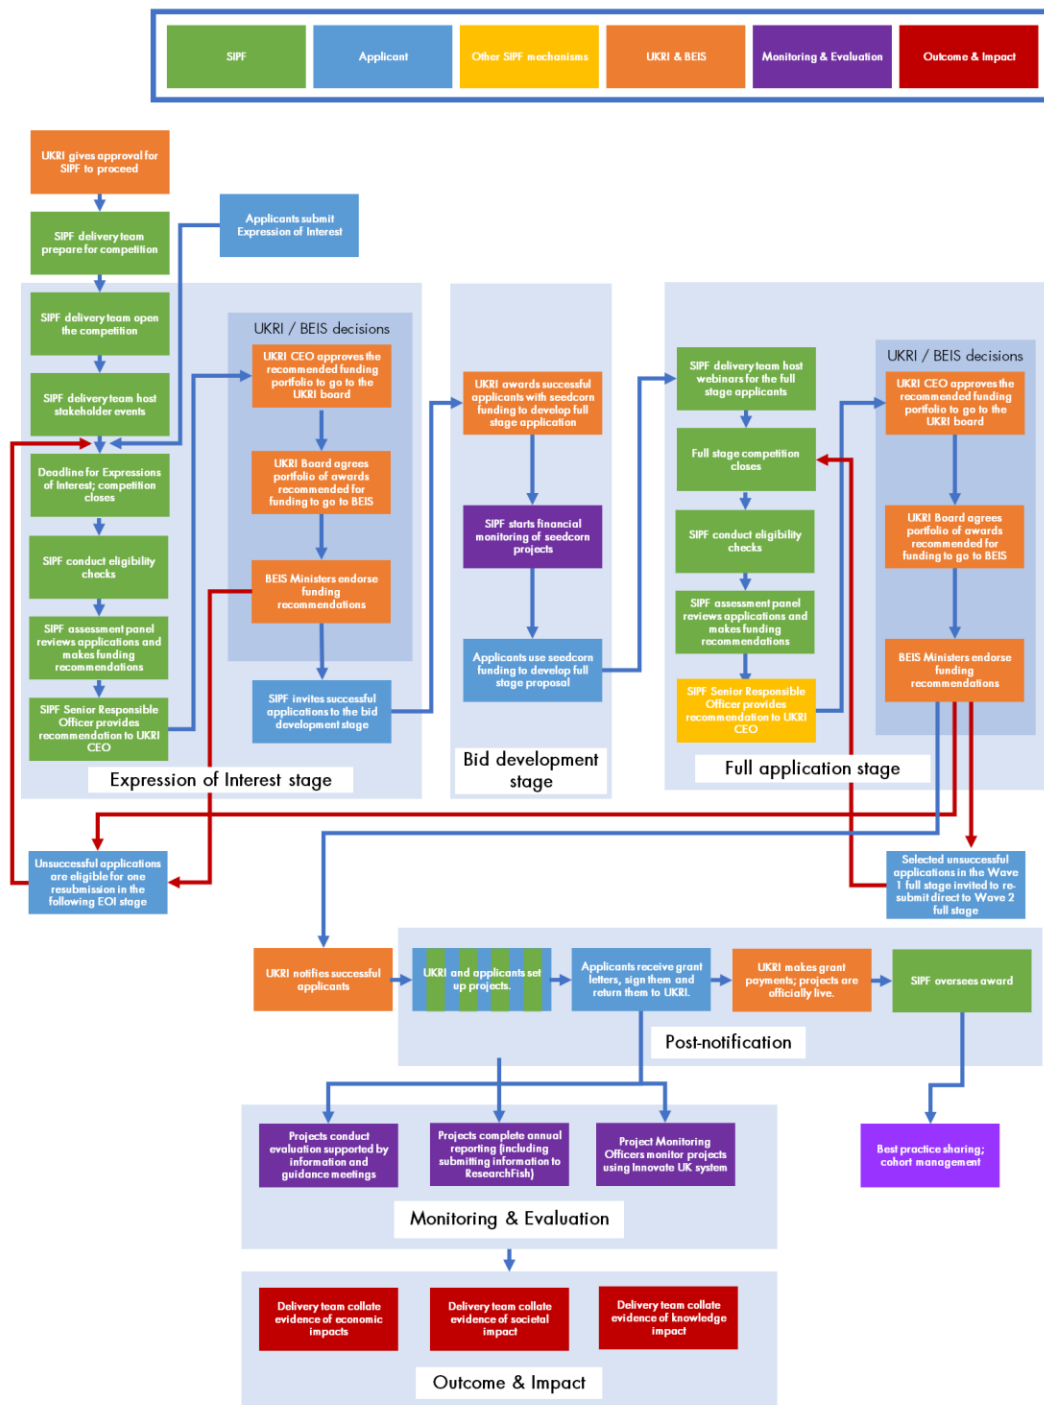 SIPF
Applicant
Other SIPF mechanisms
UKRI & BEIS
Monitoring & Evaluation
Outcome & Impact
UKRI gives approval for
SIPF to proceed
SIPF delivery team
prepare for competition
Applicants submit
Expression of Interest
SIPF delivery team open
the competition
SIPF delivery team host
stakeholder events
Deadline for Expressions
of Interest; competition
closes
SIPF conduct eligibility
checks
SIPF assessment panel
reviews applications and
makes funding
recommendations
SIPF Senior Responsible
Officer provides
recommendation to UKRI
CEO
UKRI / BEIS decisions
UKRI CEO approves the
recommended funding
portfolio to go to the
UKRI board
UKRI Board agrees
portfolio of awards
recommended for
funding to go to BEIS
BEIS Ministers endorse
funding
recommendations
SIPF invites successful
applications to the bid
development stage
Expression of Interest stage
UKRI awards successful
applicants with seedcorn
funding to develop full
stage application
SIPF starts financial
monitoring of seedcorn
projects
Applicants use seedcorn
funding to develop full
stage proposal
Bid development
stage
SIPF delivery team host
webinars for the full
stage applicants
Full stage competition
closes
SIPF conduct eligibility
checks
SIPF assessment panel
reviews applications and
makes funding
recommendations
SIPF Senior Responsible
Officer provides
recommendation to UKRI
CEO
UKRI / BEIS decisions
UKRI CEO approves the
recommended funding
portfolio to go to the
UKRI board
UKRI Board agrees
portfolio of awards
recommended for
funding to go to BEIS
BEIS Ministers endorse
funding
recommendations
Full application stage
Unsuccessful applications
are eligible for one
resubmission in the
following EOI stage
Selected unsuccessful
applications in the Wave
1 full stage invited to re-
submit direct to Wave 2
full stage
UKRI notifies successful
applicants
UKRI and applicants set
up projects.
Applicants receive grant
letters, sign them and
return them to UKRI.
UKRI makes grant
payments; projects are
officially live.
SIPF oversees award
Post-notification
Projects conduct
evaluation supported by
information and
guidance meetings
Projects complete annual
reporting (including
submitting information to
ResearchFish)
Project Monitoring
Officers monitor projects
using Innovate UK system
Best practice sharing;
cohort management
Monitoring & Evaluation
Delivery team collate
evidence of economic
impacts
Delivery team collate
evidence of societal
impact
Delivery team collate
evidence of knowledge
impact
Outcome & Impact